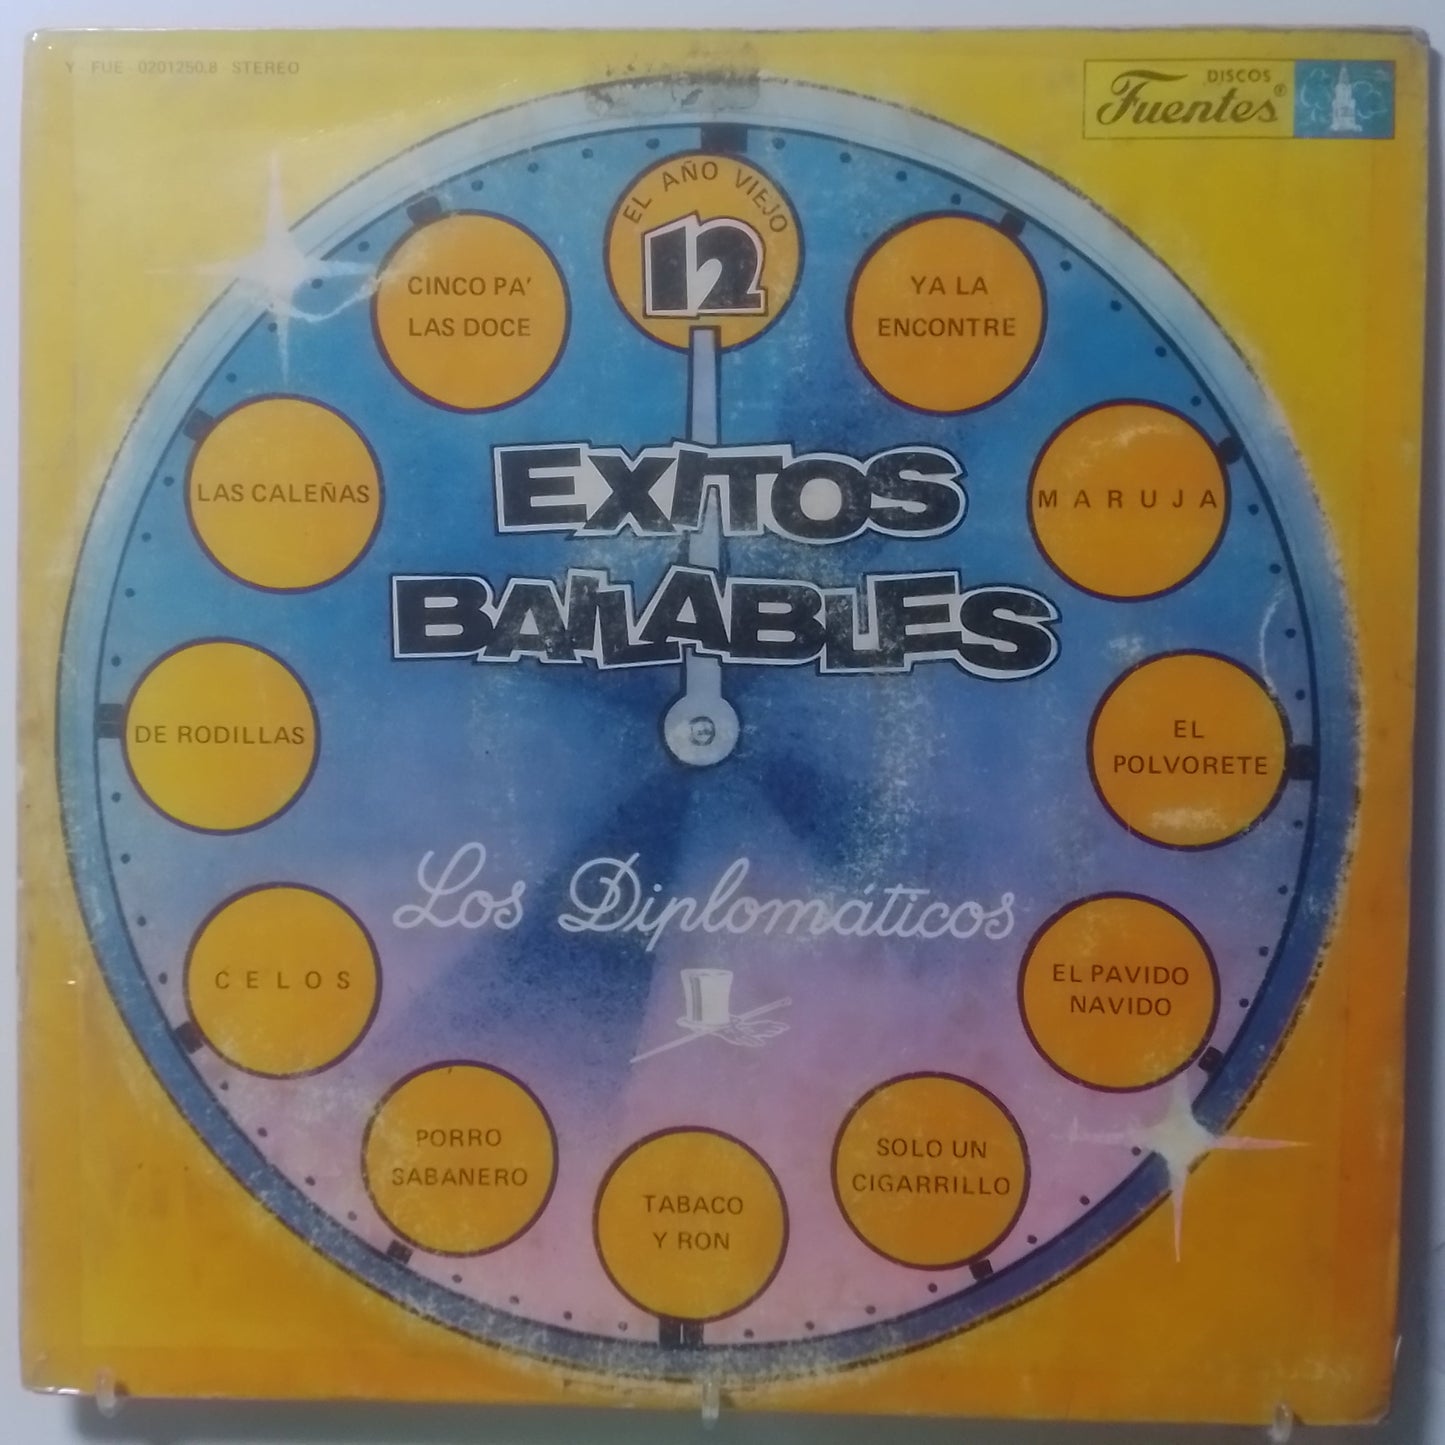 Y - FUE - 0201250.8 - STEREO
DISCOS
Fuentes®
EL AÑO VIEJO
12
CINCO PA'
LAS DOCE
YA LA
ENCONTRE
EXITOS
LAS CALEÑAS
MARUJA
BAILABLES
DE RODILLAS
EL
POLVORETE
Los Diplomáticos
CELOS
EL PAVIDO
NAVIDO
PORRO
SABANERO
SOLO UN
CIGARRILLO
TABACO
Y RON